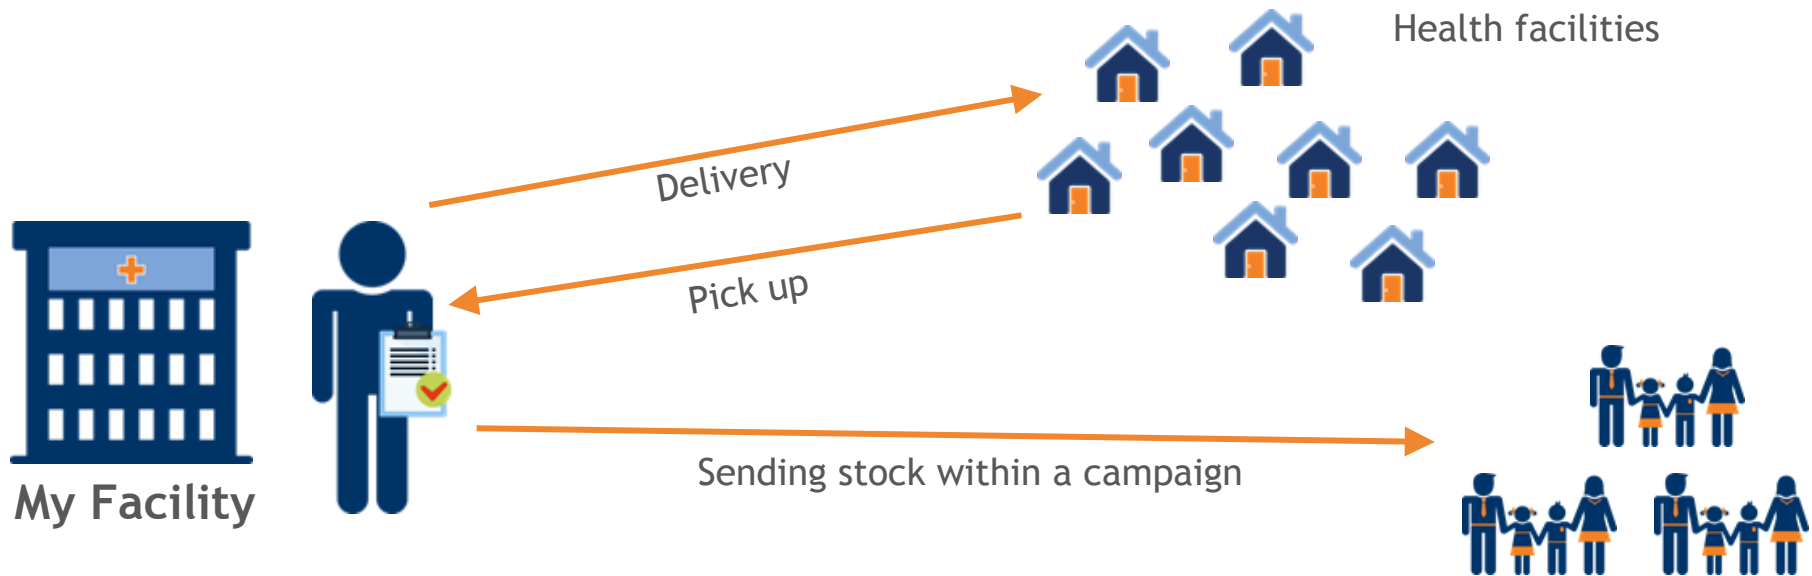 Health facilities
Delivery
Pick up
Sending stock within a campaign
My Facility